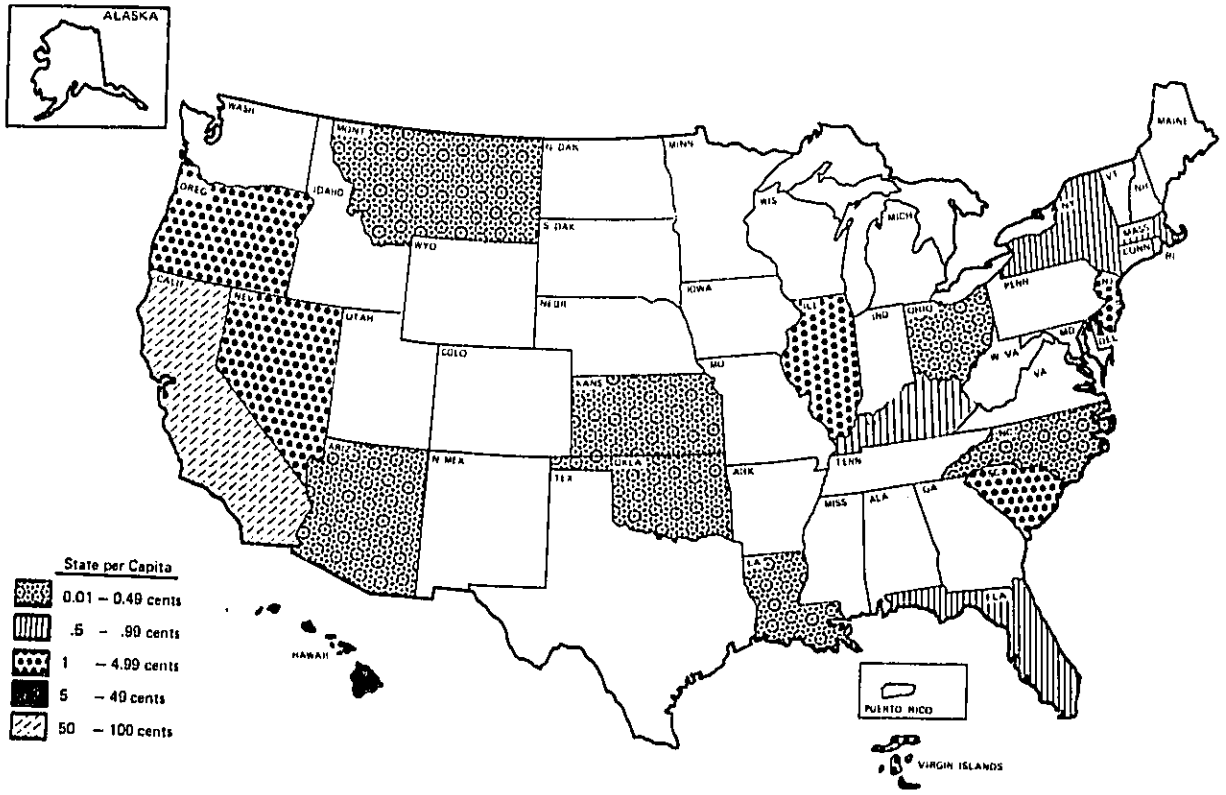 ALASKA
WASH
MONT
N DAK
MINN
MAINE
VT
NH
OREG
IDAHO
WIS
MICH
NY
S DAK
WYO
MASS
CONN
RI
CALIF
NEV
IOWA
PENN
NJ
NEBR
UTAH
ILL
IND
OHIO
MD
DEL
COLO
W VA
VA
KANS
MO
ARIZ
N MEX
OKLA
TEX
ARK
TENN
NC
SC
MISS
ALA
GA
LA
FLA
State per Capita
0.01 – 0.49 cents
.5 – .99 cents
1 – 4.99 cents
5 – 49 cents
50 – 100 cents
HAWAII
PUERTO RICO
VIRGIN ISLANDS